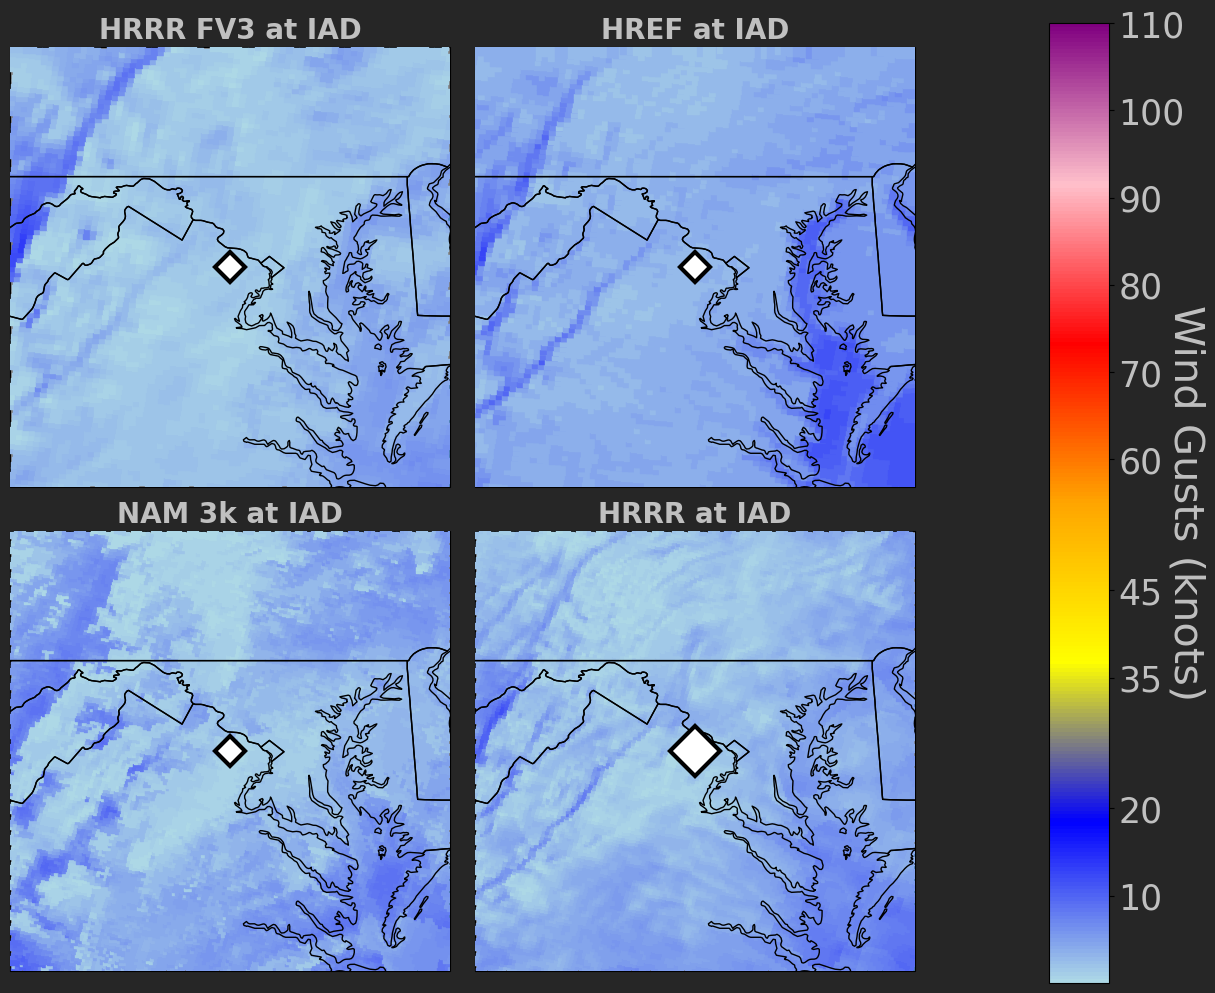 HRRR FV3 at IAD
HREF at IAD
NAM 3k at IAD
HRRR at IAD
110
100
90
80
70
60
45
35
20
10
Wind Gusts (knots)